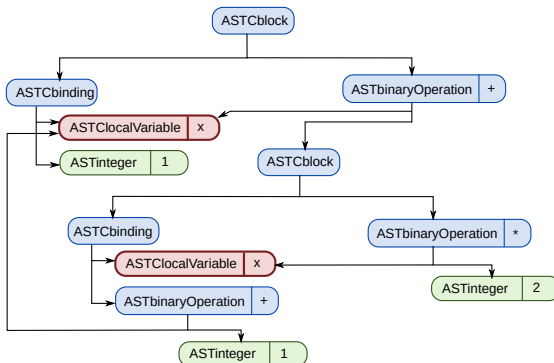 ASTCblock
ASTCbinding
ASTbinaryOperation +
ASTClocalVariable x
ASTinteger 1
ASTCblock
ASTCbinding
ASTbinaryOperation *
ASTClocalVariable x
ASTinteger 2
ASTbinaryOperation +
ASTinteger 1